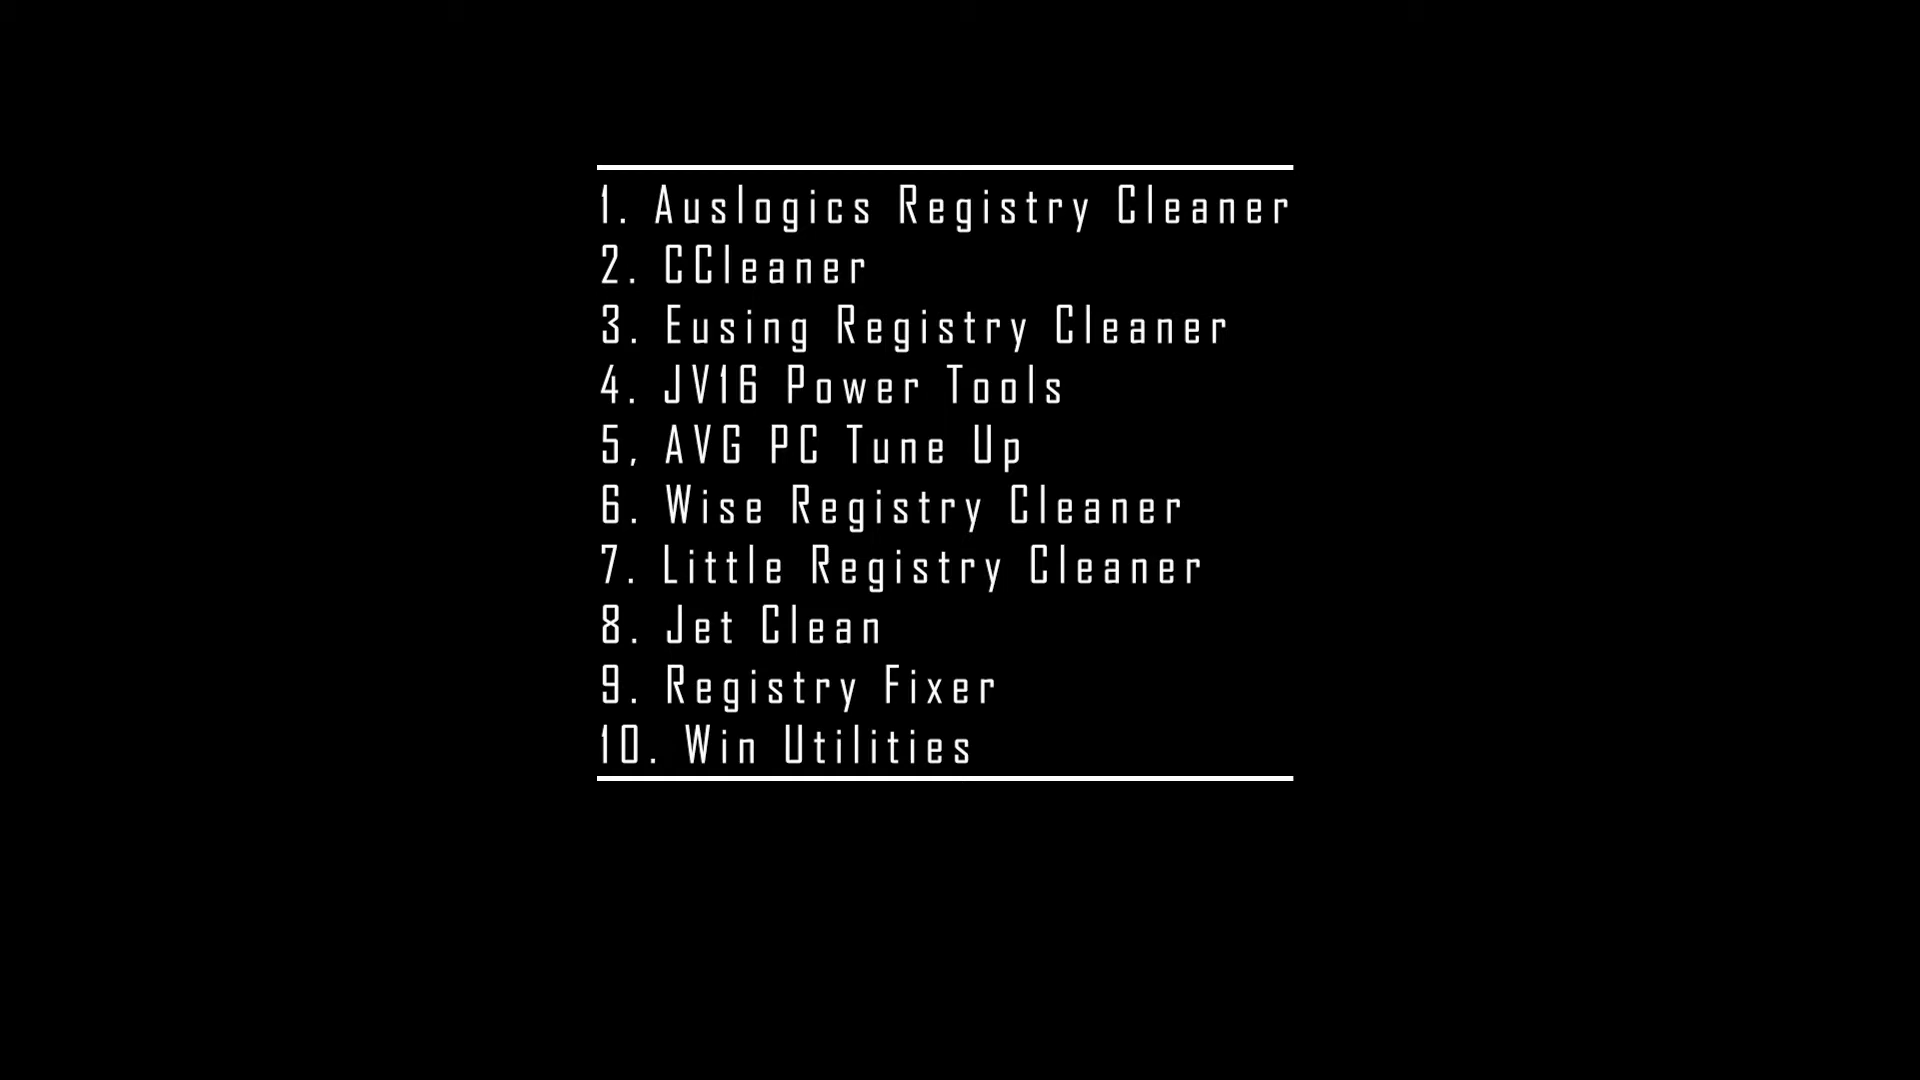 1. Auslogics Registry Cleaner
2. CCleaner
3. Eusing Registry Cleaner
4. JV16 Power Tools
5, AVG PC Tune Up
6. Wise Registry Cleaner
7. Little Registry Cleaner
8. Jet Clean
9. Registry Fixer
10. Win Utilities